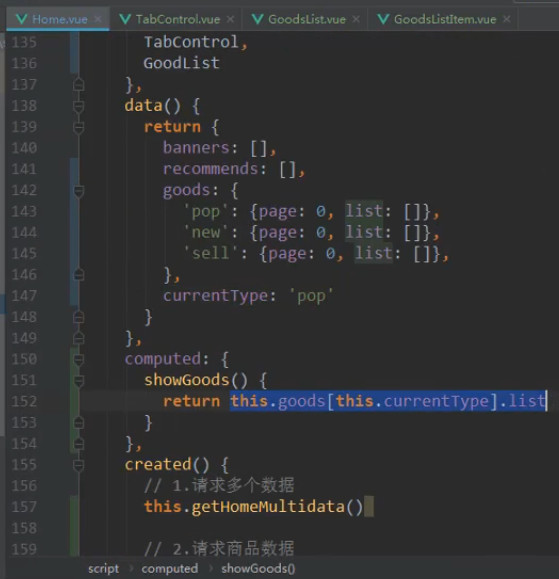 Home.vue TabControl.vue GoodsList.vue GoodsListItem.vue
135 TabControl,
136 GoodList
137 },
138 data() {
139 return {
140 banners: [],
141 recommends: [],
142 goods: {
143 'pop': {page: 0, list: []},
144 'new': {page: 0, list: []},
145 'sell': {page: 0, list: []},
146 },
147 currentType: 'pop'
148 }
149 },
150 computed: {
151 showGoods() {
152 return this.goods[this.currentType].list
153 }
154 },
155 created() {
156 // 1.请求多个数据
157 this.getHomeMultidata()
158
159 // 2.请求商品数据
script computed showGoods()